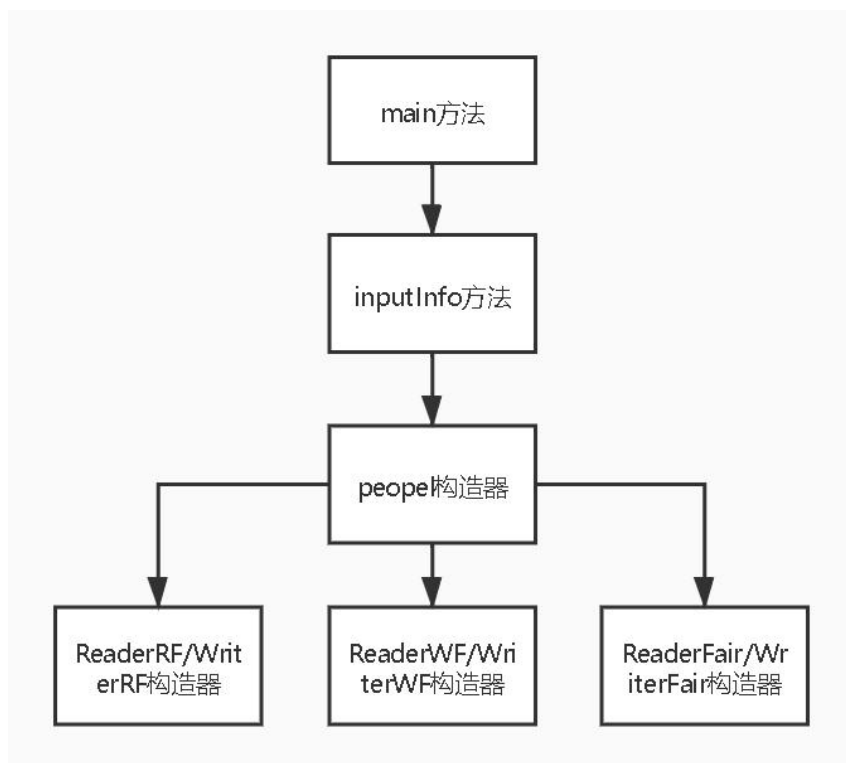 main方法
inputInfo方法
peopel构造器
ReaderRF/Writ
erRF构造器
ReaderWF/Wri
terWF构造器
ReaderFair/Wr
iterFair构造器